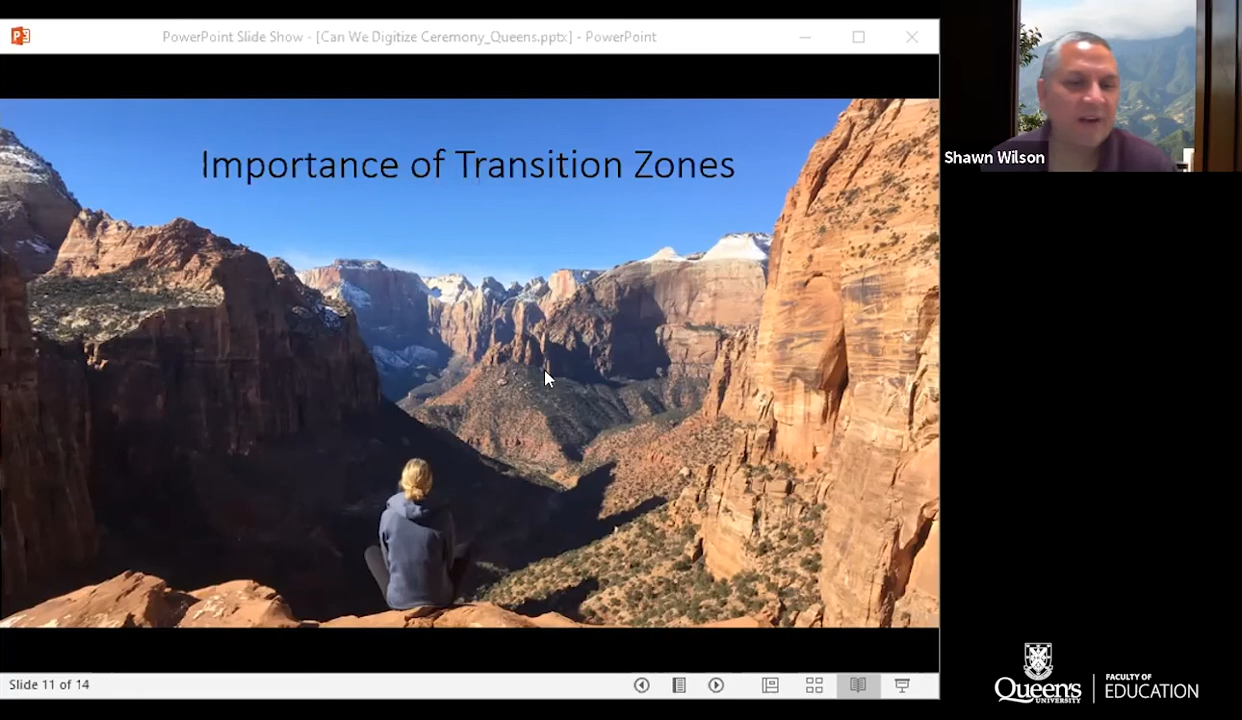 PowerPoint Slide Show - [Can We Digitize Ceremony_Queens.pptx] - PowerPoint
Importance of Transition Zones
Shawn Wilson
Slide 11 of 14
Queen's
UNIVERSITY
FACULTY OF
EDUCATION